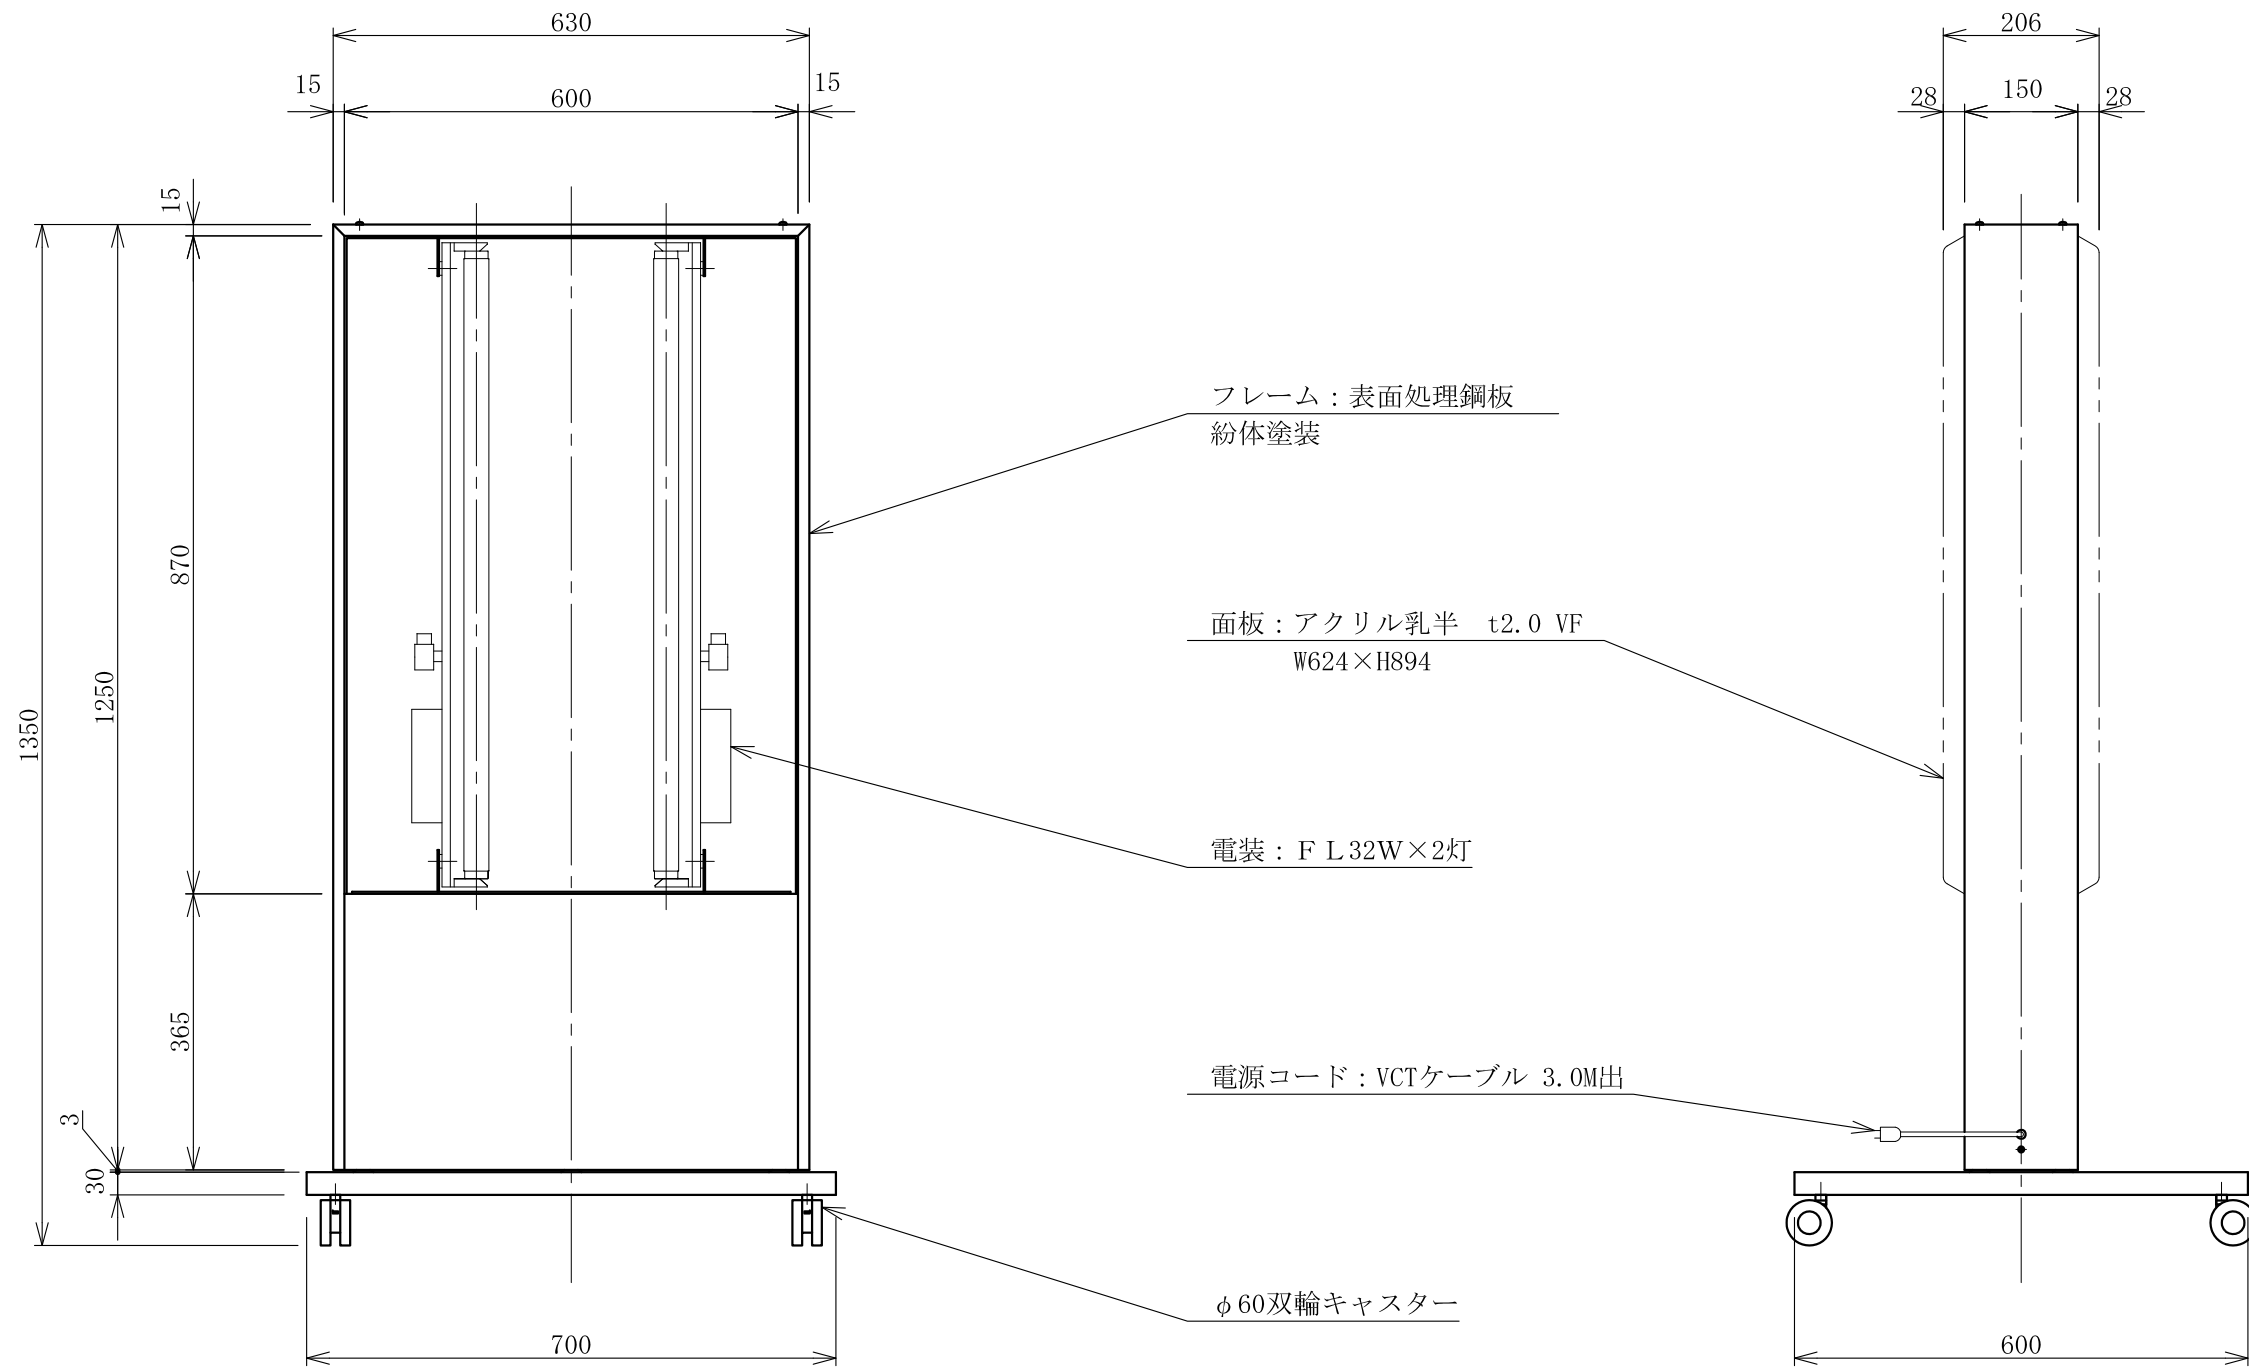 630
206
15
600
15
28
150
28
15
フレーム：表面処理鋼板
紛体塗装
870
面板：アクリル乳半　t2.0 VF
W624×H894
1250
1350
電装：ＦＬ32W×2灯
365
電源コード：VCTケーブル 3.0M出
3
30
φ60双輪キャスター
700
600